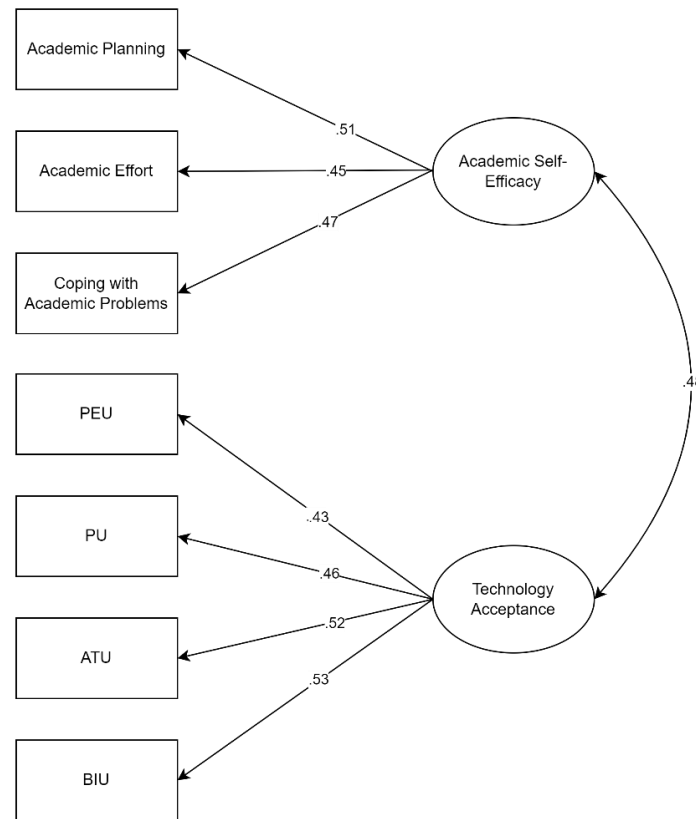 Academic Planning
.51
Academic Self-
Efficacy
Academic Effort
.45
.47
Coping with
Academic Problems
.48
PEU
.43
PU
.46
Technology
Acceptance
.52
ATU
.53
BIU